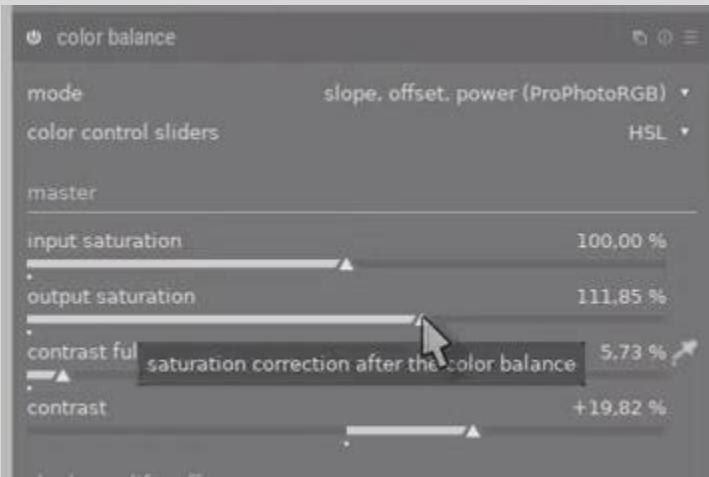 color balance
mode slope, offset, power (ProPhotoRGB)
color control sliders HSL
master
input saturation 100,00 %
output saturation 111,85 %
contrast ful 5,73 %
saturation correction after the color balance
contrast +19,82 %